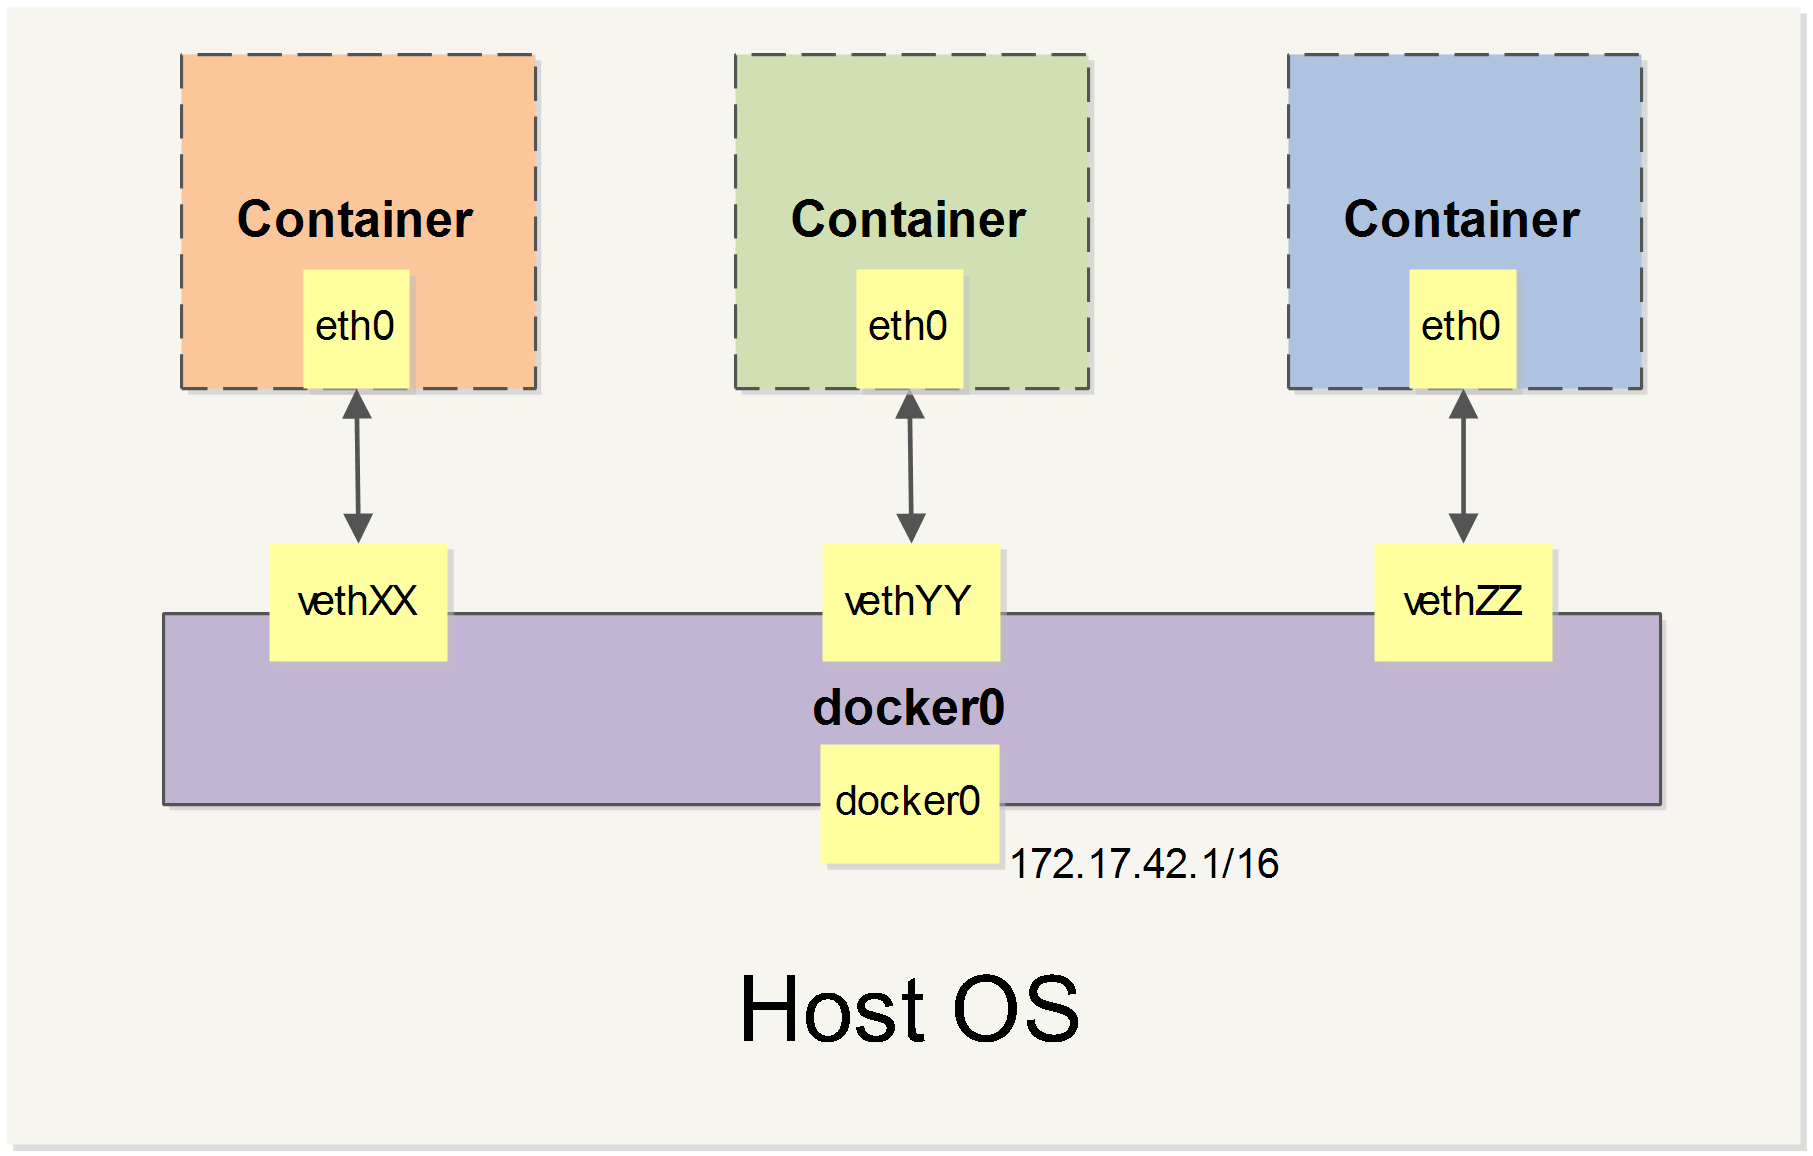 Container
Container
Container
eth0
eth0
eth0
vethXX
vethYY
vethZZ
docker0
docker0
172.17.42.1/16
Host OS